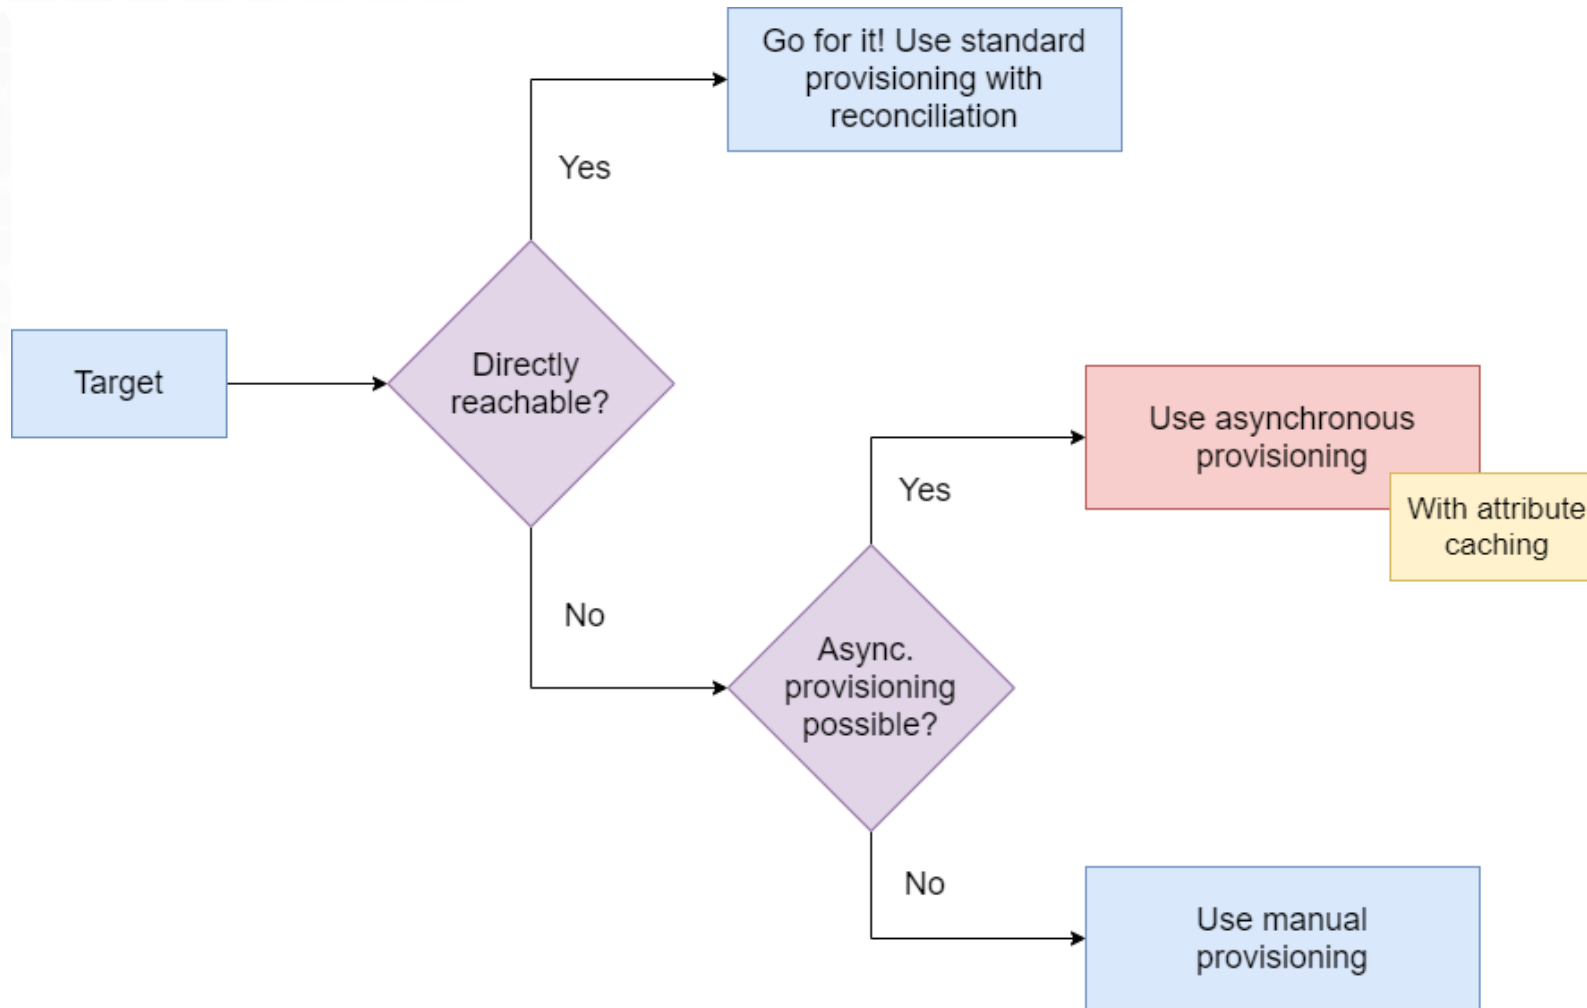 Go for it! Use standard
provisioning with
reconciliation
Yes
Directly
reachable?
Target
Use asynchronous
provisioning
Yes
With attribute
caching
No
Async.
provisioning
possible?
No
Use manual
provisioning